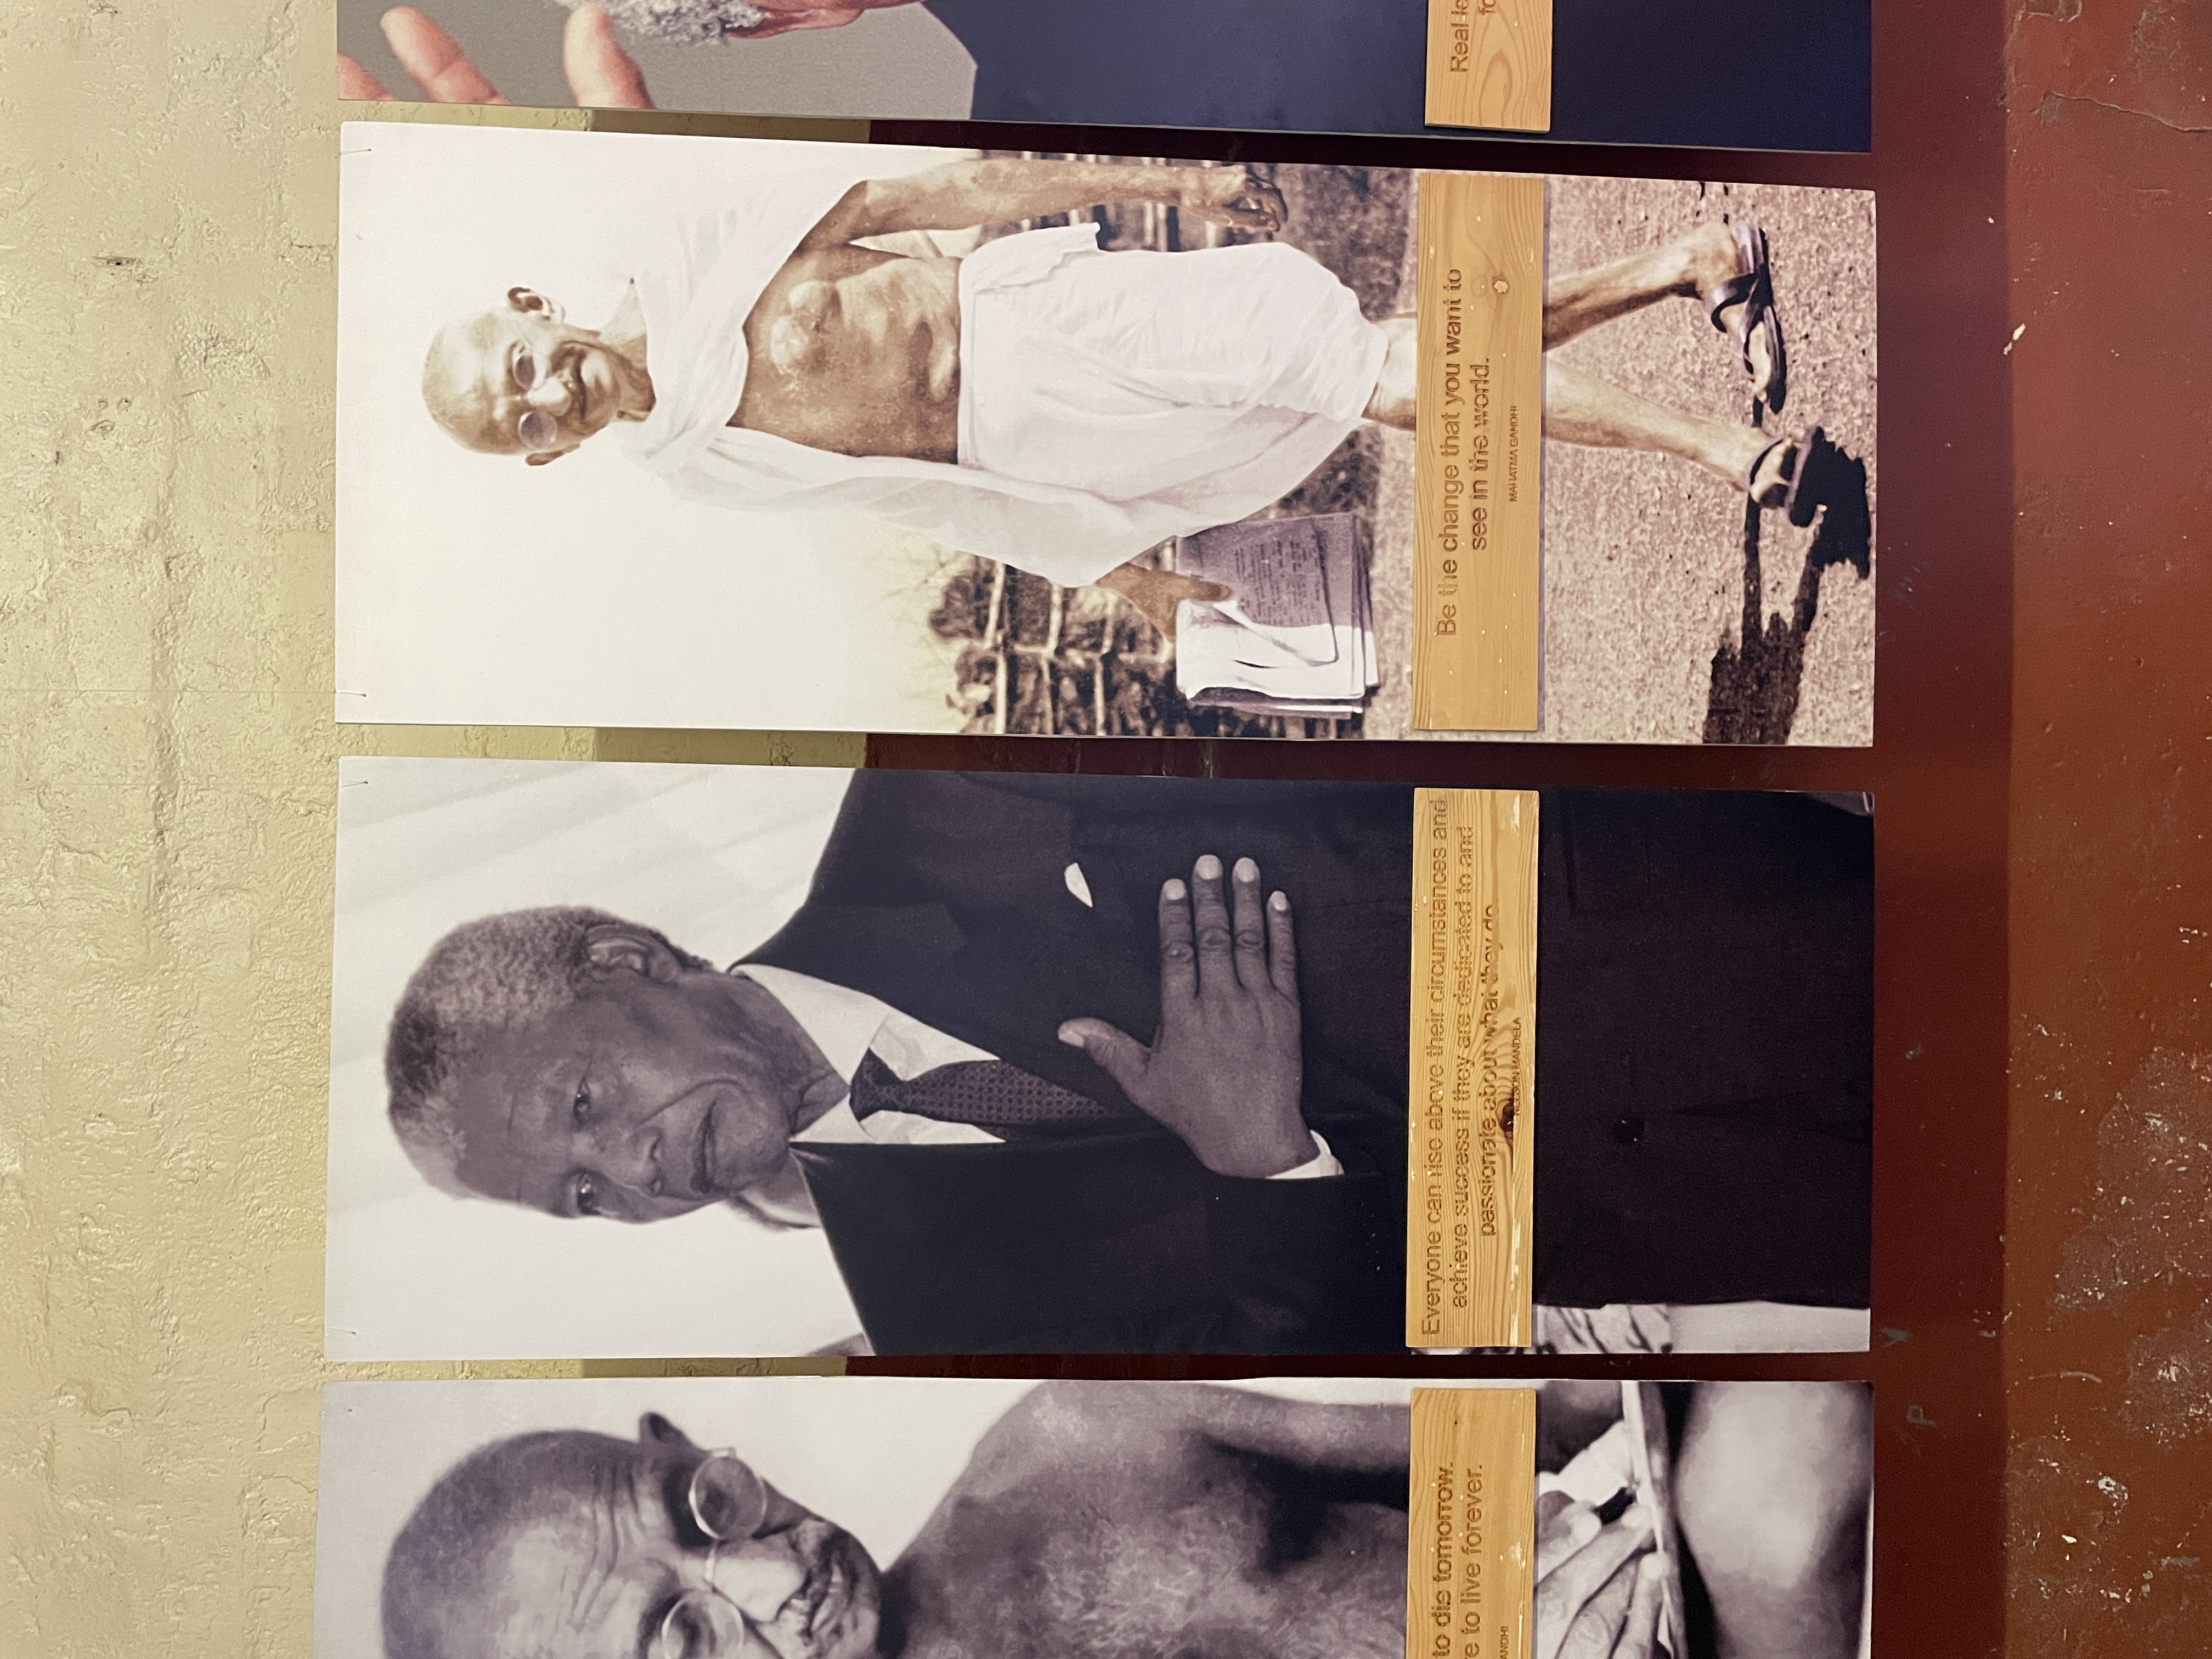 to die tomorrow.
re to live forever.
ANDHI
Everyone can rise above their circumstances and
achieve success if they are dedicated to and
passionate about what they do
NELSON MANDELA
Be the change that you want to
see in the world.
MAHATMA GANDHI
Real le
fo